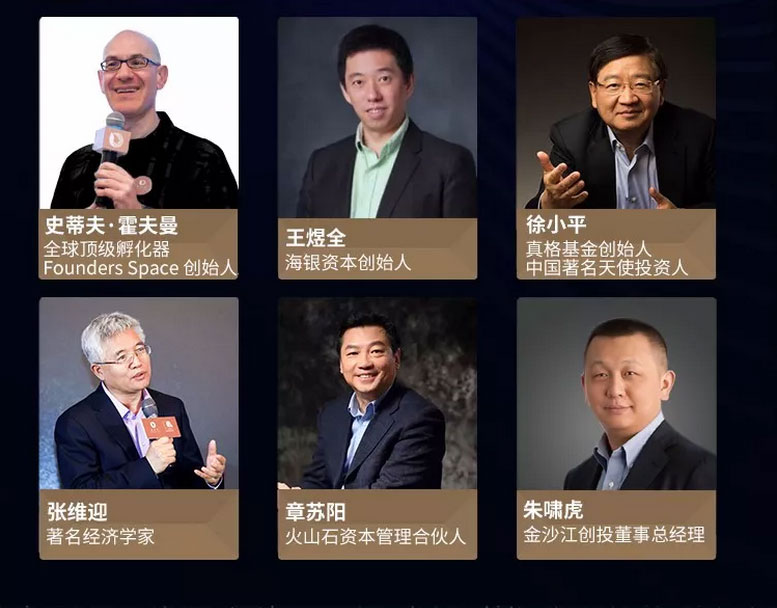 史蒂夫·霍夫曼
全球顶级孵化器
Founders Space 创始人
王煜全
海银资本创始人
徐小平
真格基金创始人
中国著名天使投资人
张维迎
著名经济学家
章苏阳
火山石资本管理合伙人
朱啸虎
金沙江创投董事总经理